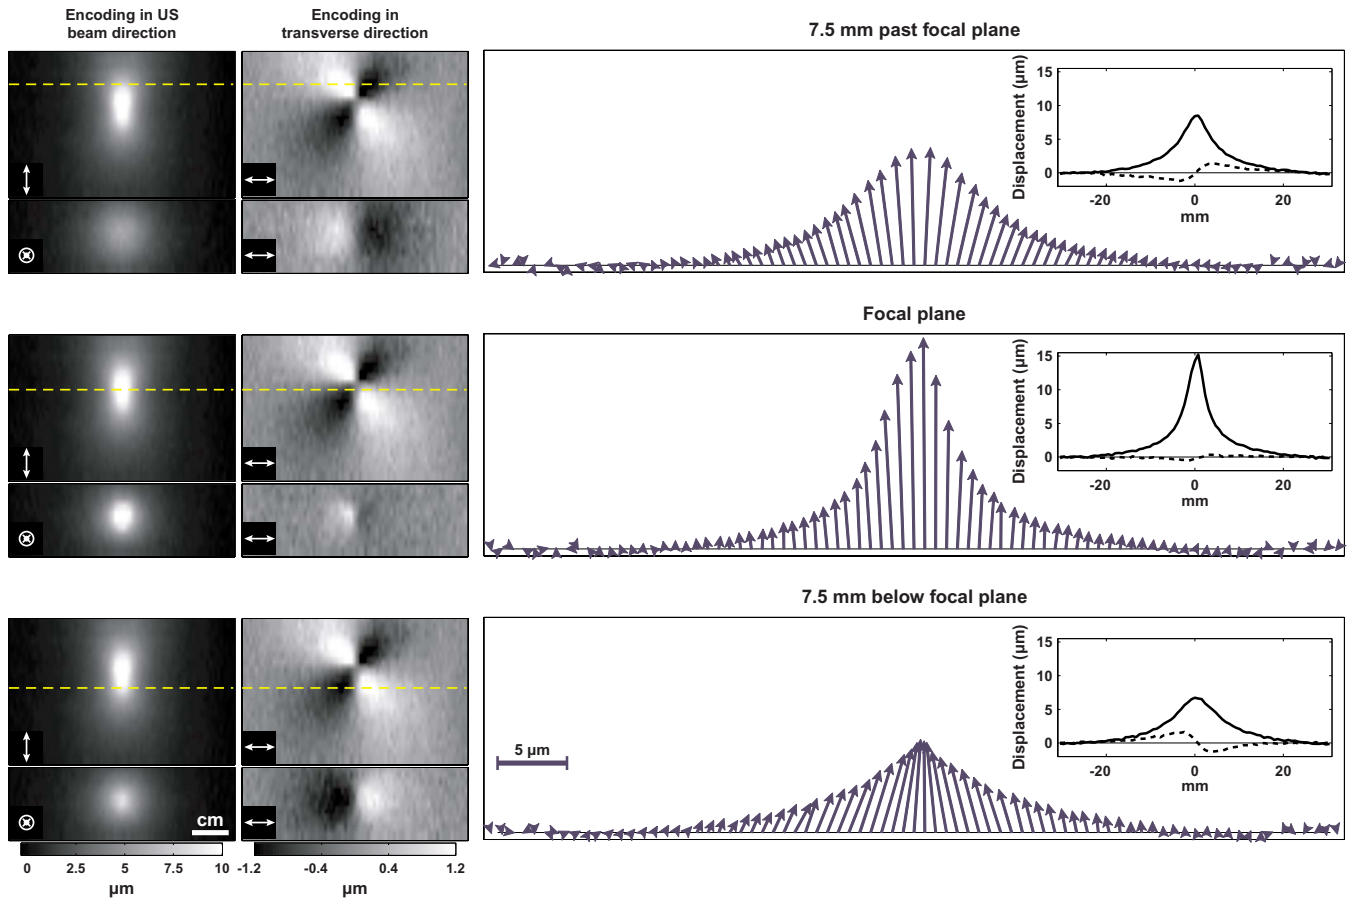 Encoding in US
beam direction
Encoding in
transverse direction
7.5 mm past focal plane
Displacement (µm)
15
10
5
0
-20
0
20
mm
Focal plane
Displacement (µm)
15
10
5
0
-20
0
20
mm
7.5 mm below focal plane
Displacement (µm)
15
10
5
0
-20
0
20
mm
5 µm
cm
0
2.5
5
7.5
10
µm
-1.2
-0.4
0.4
1.2
µm